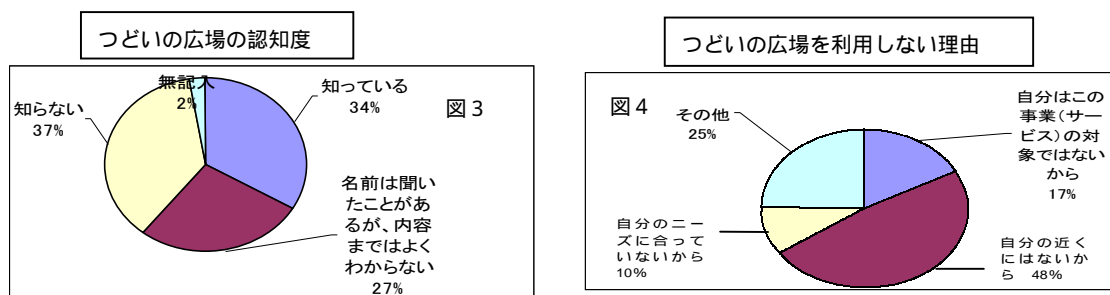 つどいの広場の認知度
図3
無記入
2%
知っている
34%
知らない
37%
名前は聞い
たことがあ
るが、内容
まではよく
わからない
27%
つどいの広場を利用しない理由
図4
その他
25%
自分はこの
事業(サー
ビス)の対
象ではない
から
17%
自分のニー
ズに合って
いないから
10%
自分の近く
にはないか
ら 48%